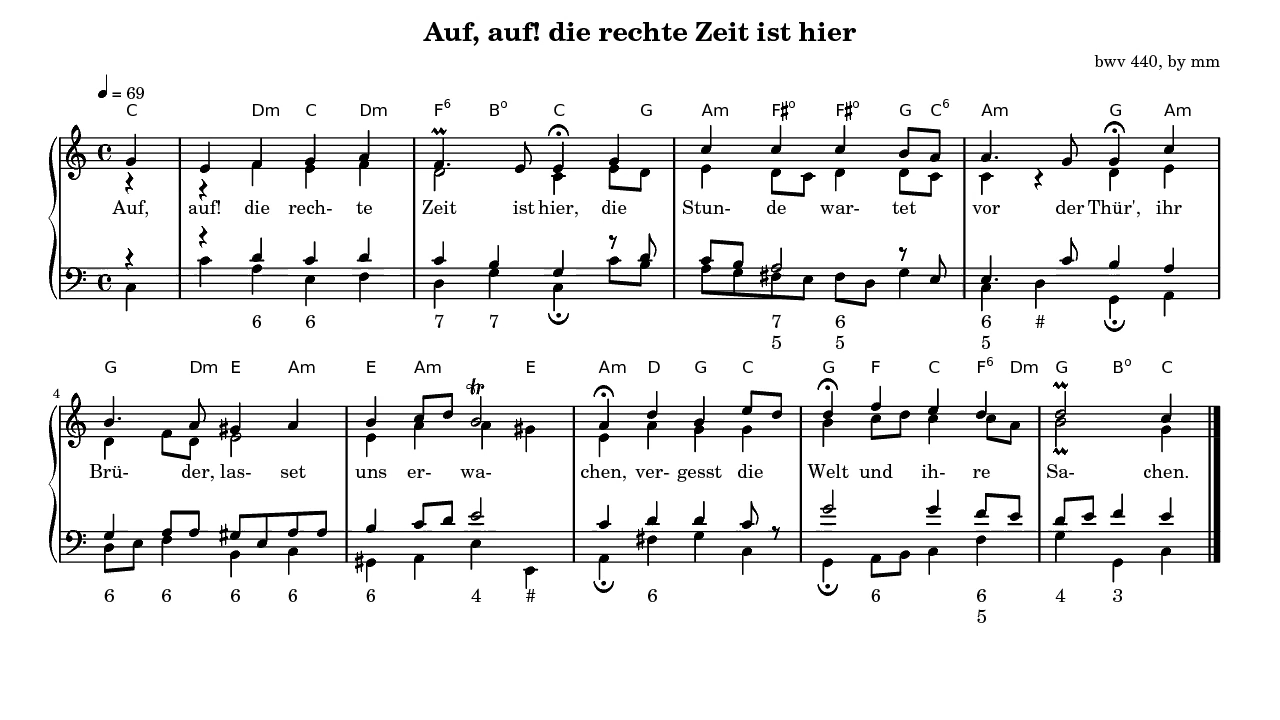 Auf, auf! die rechte Zeit ist hier
bwv 440, by mm
♩ = 69
C Dm C Dm F6 Bo C G Am F♯o F♯o G C6 Am G Am
Auf, auf! die rech- te Zeit ist hier, die Stun- de war- tet vor der Thür', ihr
6 6 7 7 7 6 6 #
5 5 5
G Dm E Am E Am E Am D G C G F C F6 Dm G Bo C
4
Brü- der, las- set uns er- wa- chen, ver- gesst die Welt und ih- re Sa- chen.
6 6 6 6 6 4 # 6 6 6 4 3
5